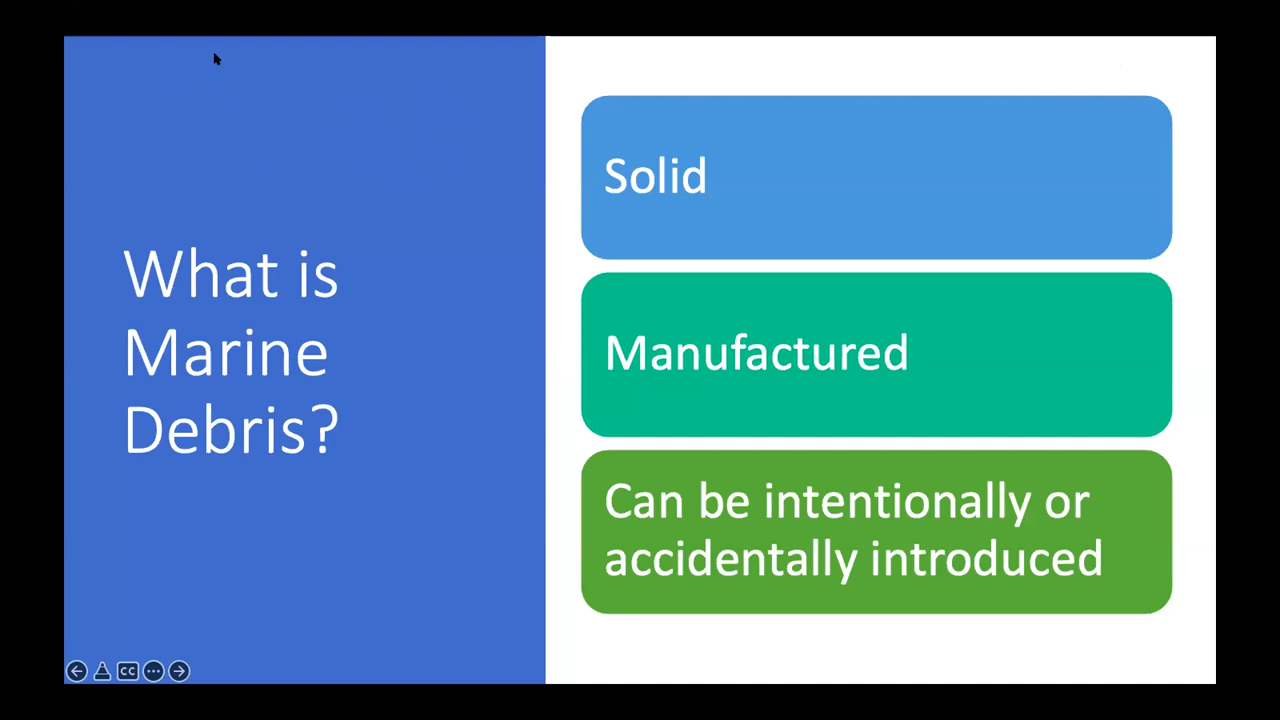 What is
Marine
Debris?
Solid
Manufactured
Can be intentionally or
accidentally introduced
CC